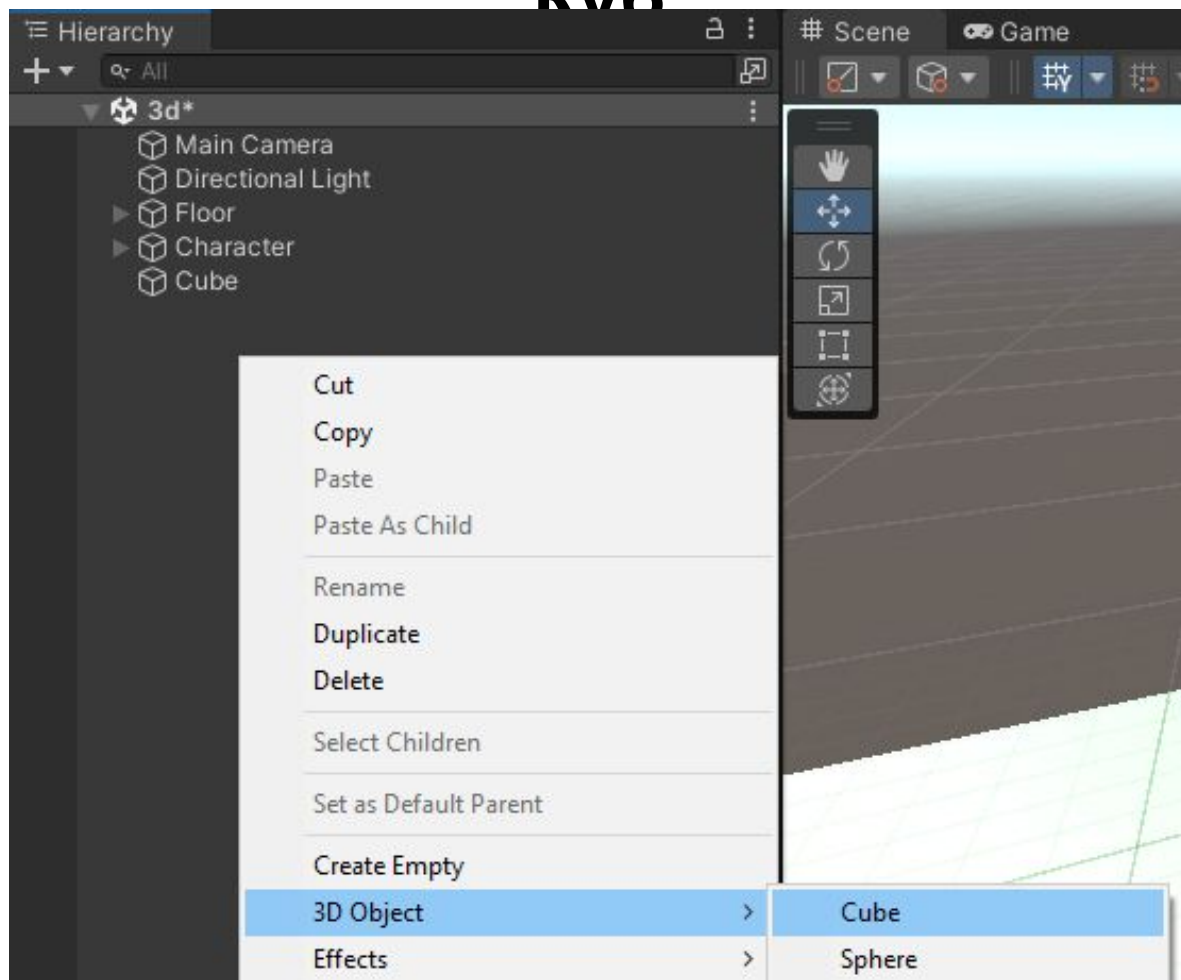 Hierarchy
All
3d*
Main Camera
Directional Light
Floor
Character
Cube
Scene
Game
Cut
Copy
Paste
Paste As Child
Rename
Duplicate
Delete
Select Children
Set as Default Parent
Create Empty
3D Object
Effects
Cube
Sphere